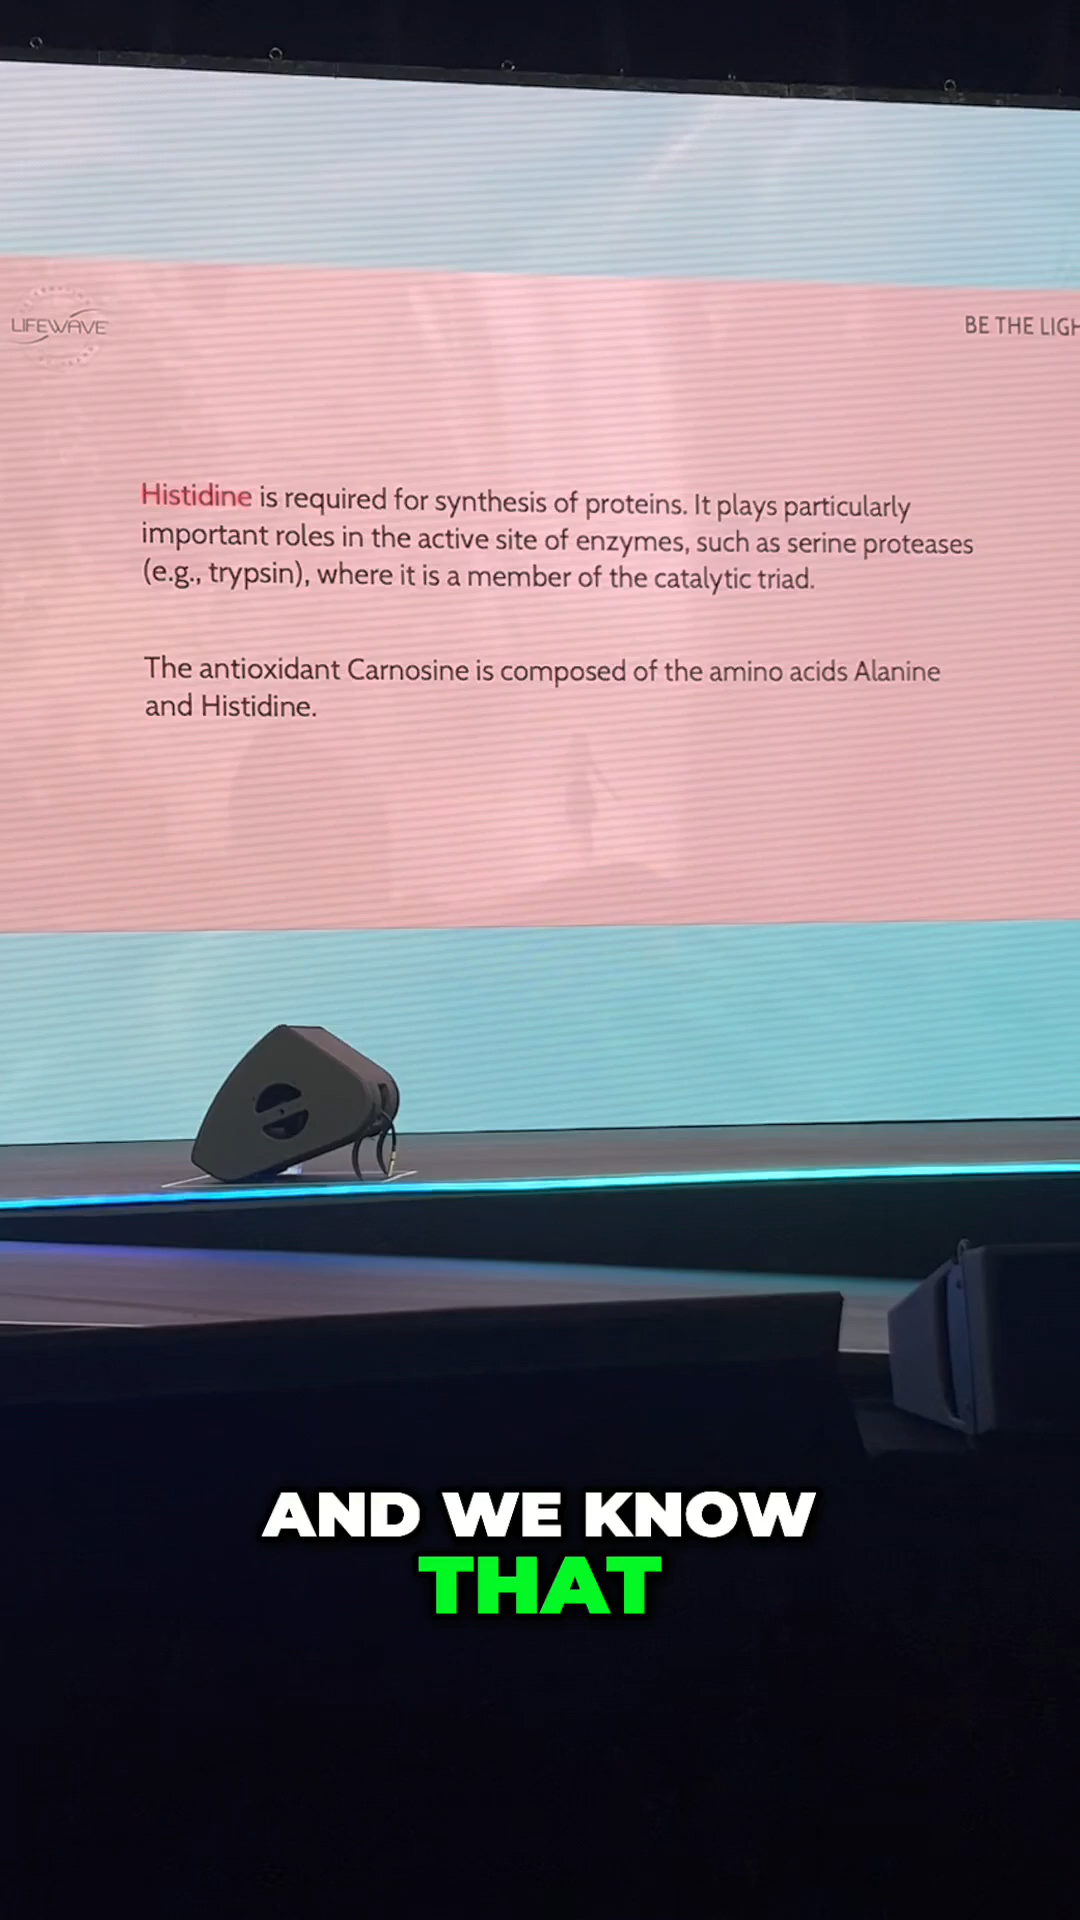 LIFEWAVE
BE THE LIGH
Histidine is required for synthesis of proteins. It plays particularly
important roles in the active site of enzymes, such as serine proteases
(e.g., trypsin), where it is a member of the catalytic triad.
The antioxidant Carnosine is composed of the amino acids Alanine
and Histidine.
AND WE KNOW
THAT